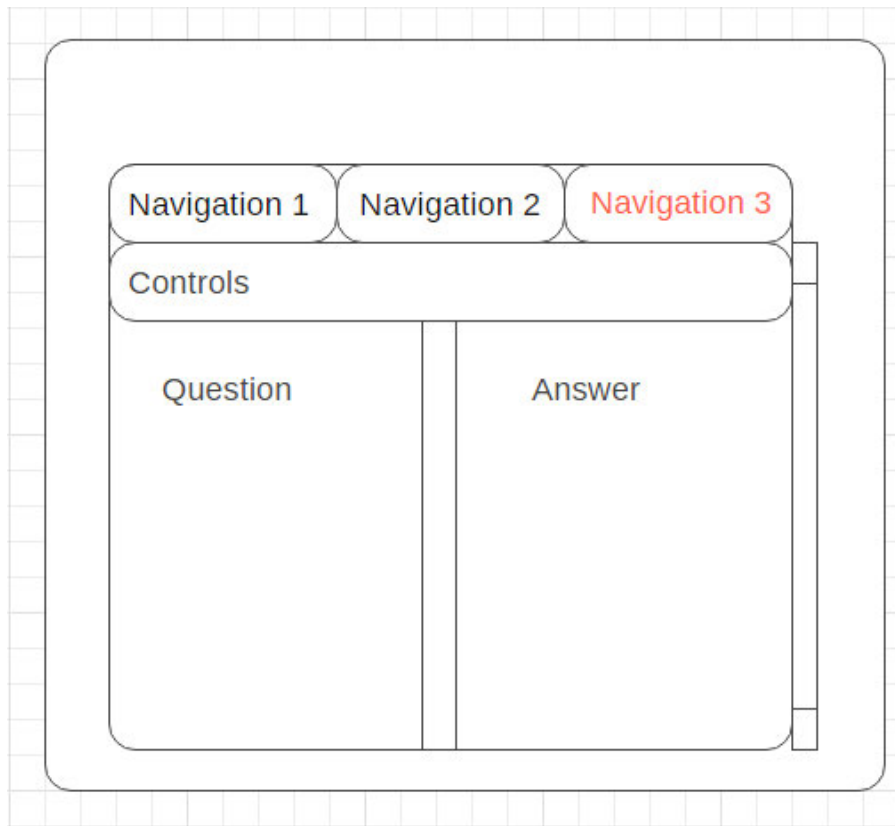 Navigation 1
Navigation 2
Navigation 3
Controls
Question
Answer